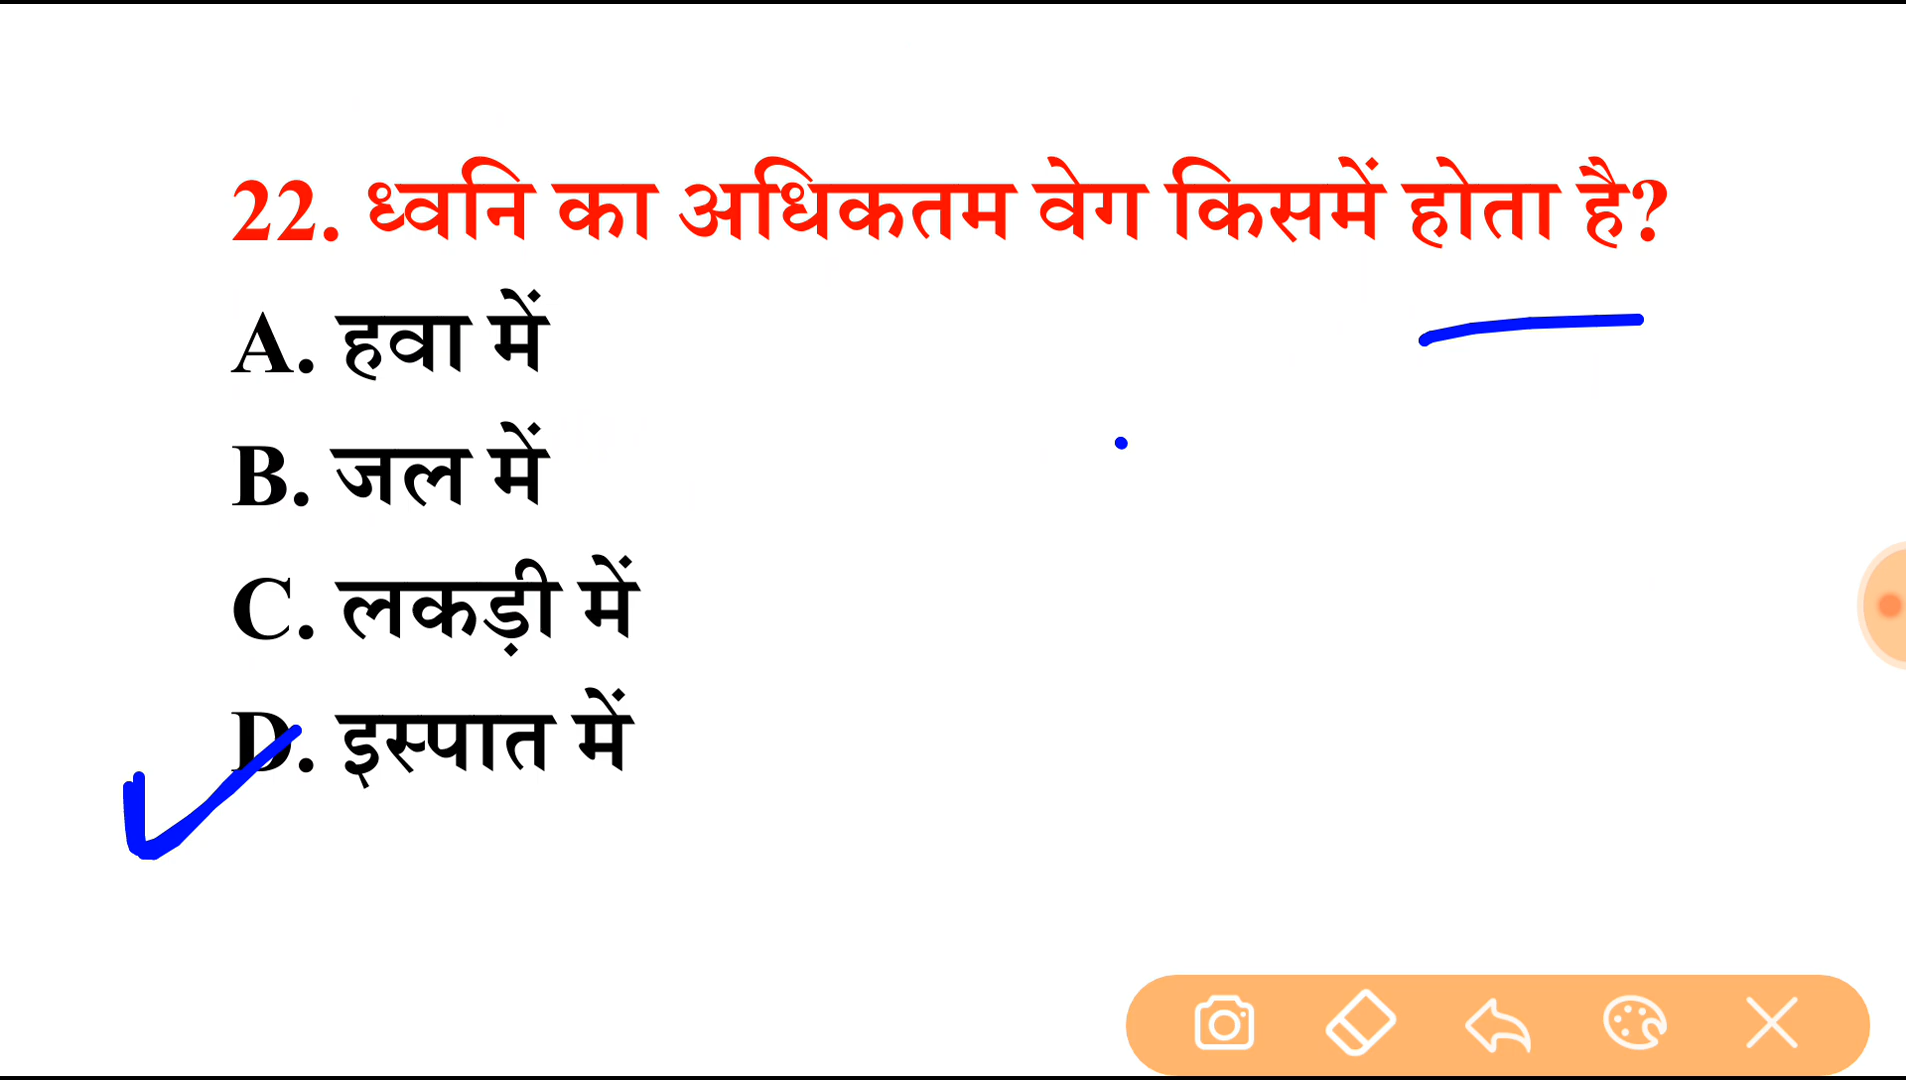 22. ध्वनि का अधिकतम वेग किसमें होता है?
A. हवा में
B. जल में
C. लकड़ी में
D. इस्पात में